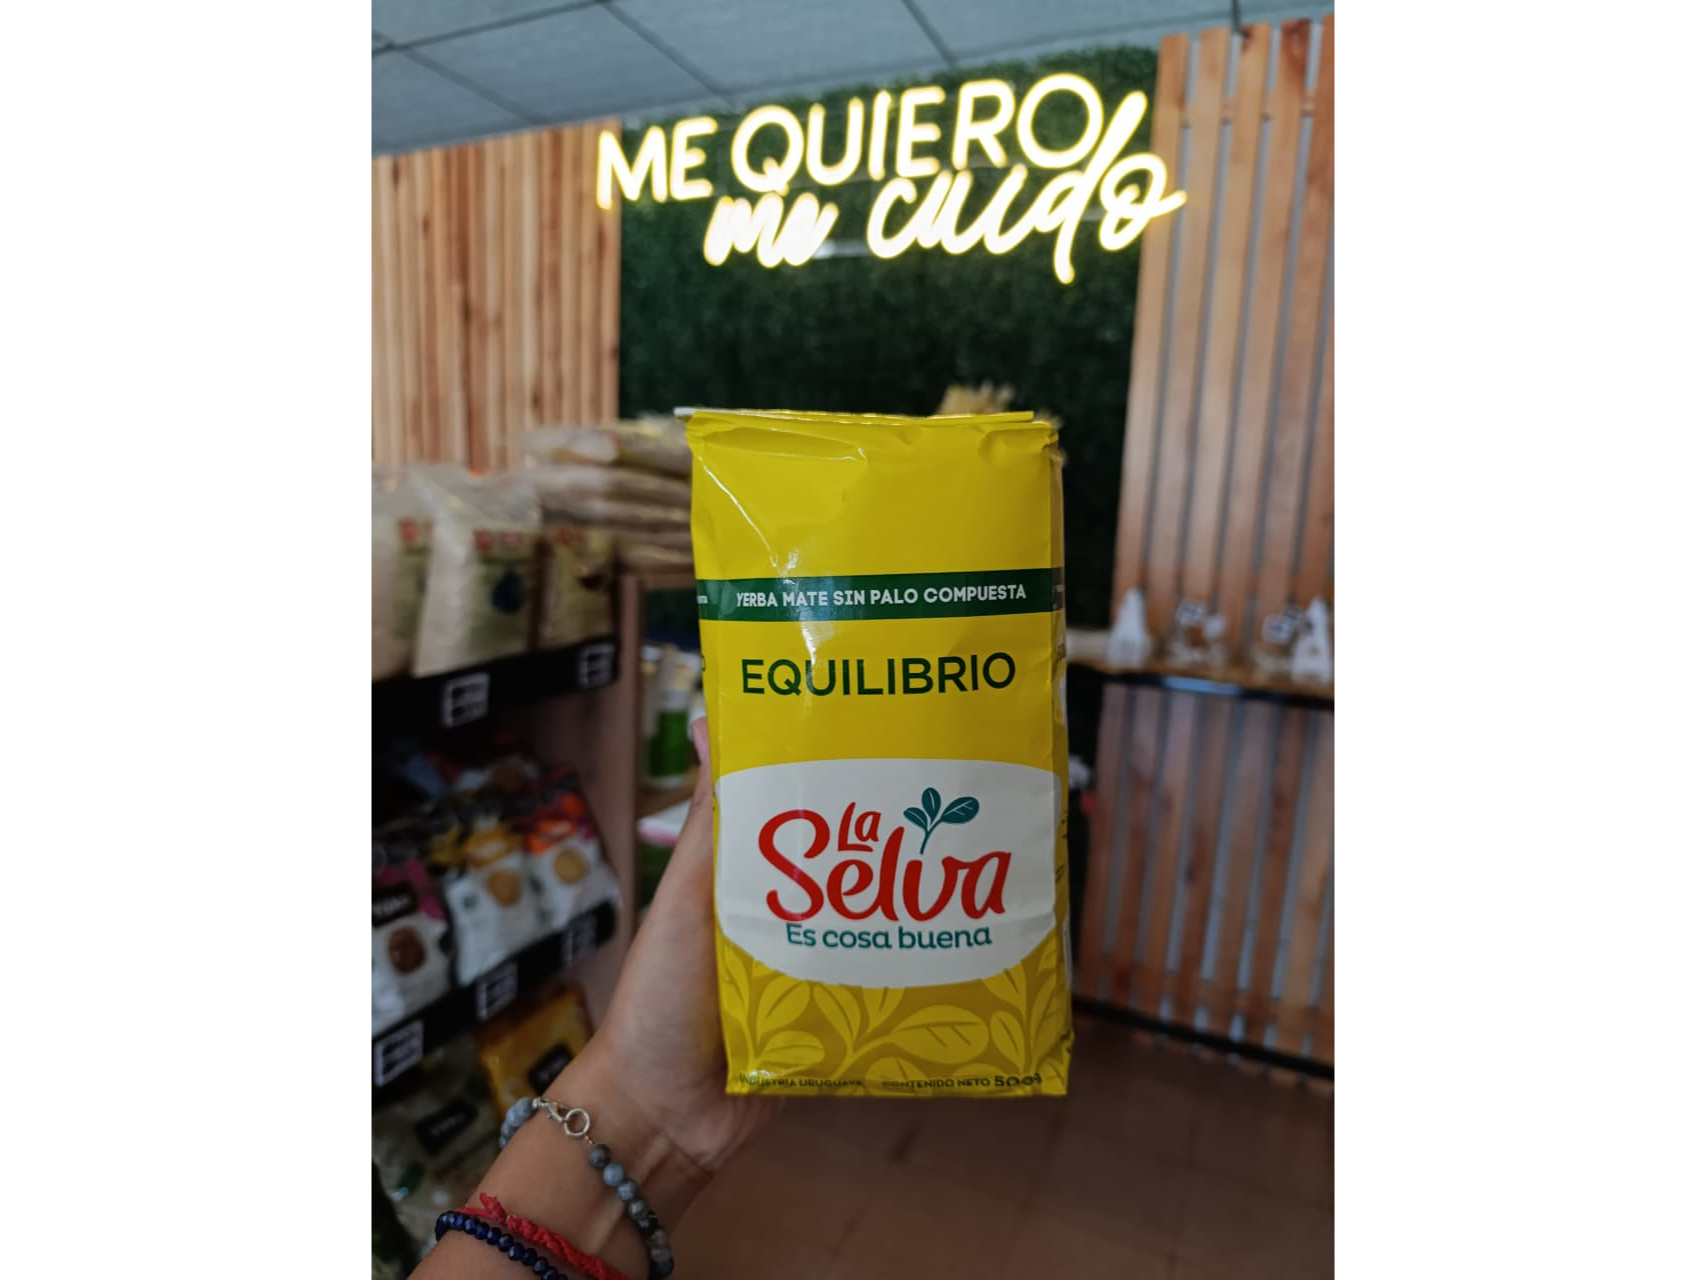 ME QUIERO
me cuido
YERBA MATE SIN PALO COMPUESTA
EQUILIBRIO
La
Selva
Es cosa buena
INDUSTRIA URUGUAYA CONTENIDO NETO 500g